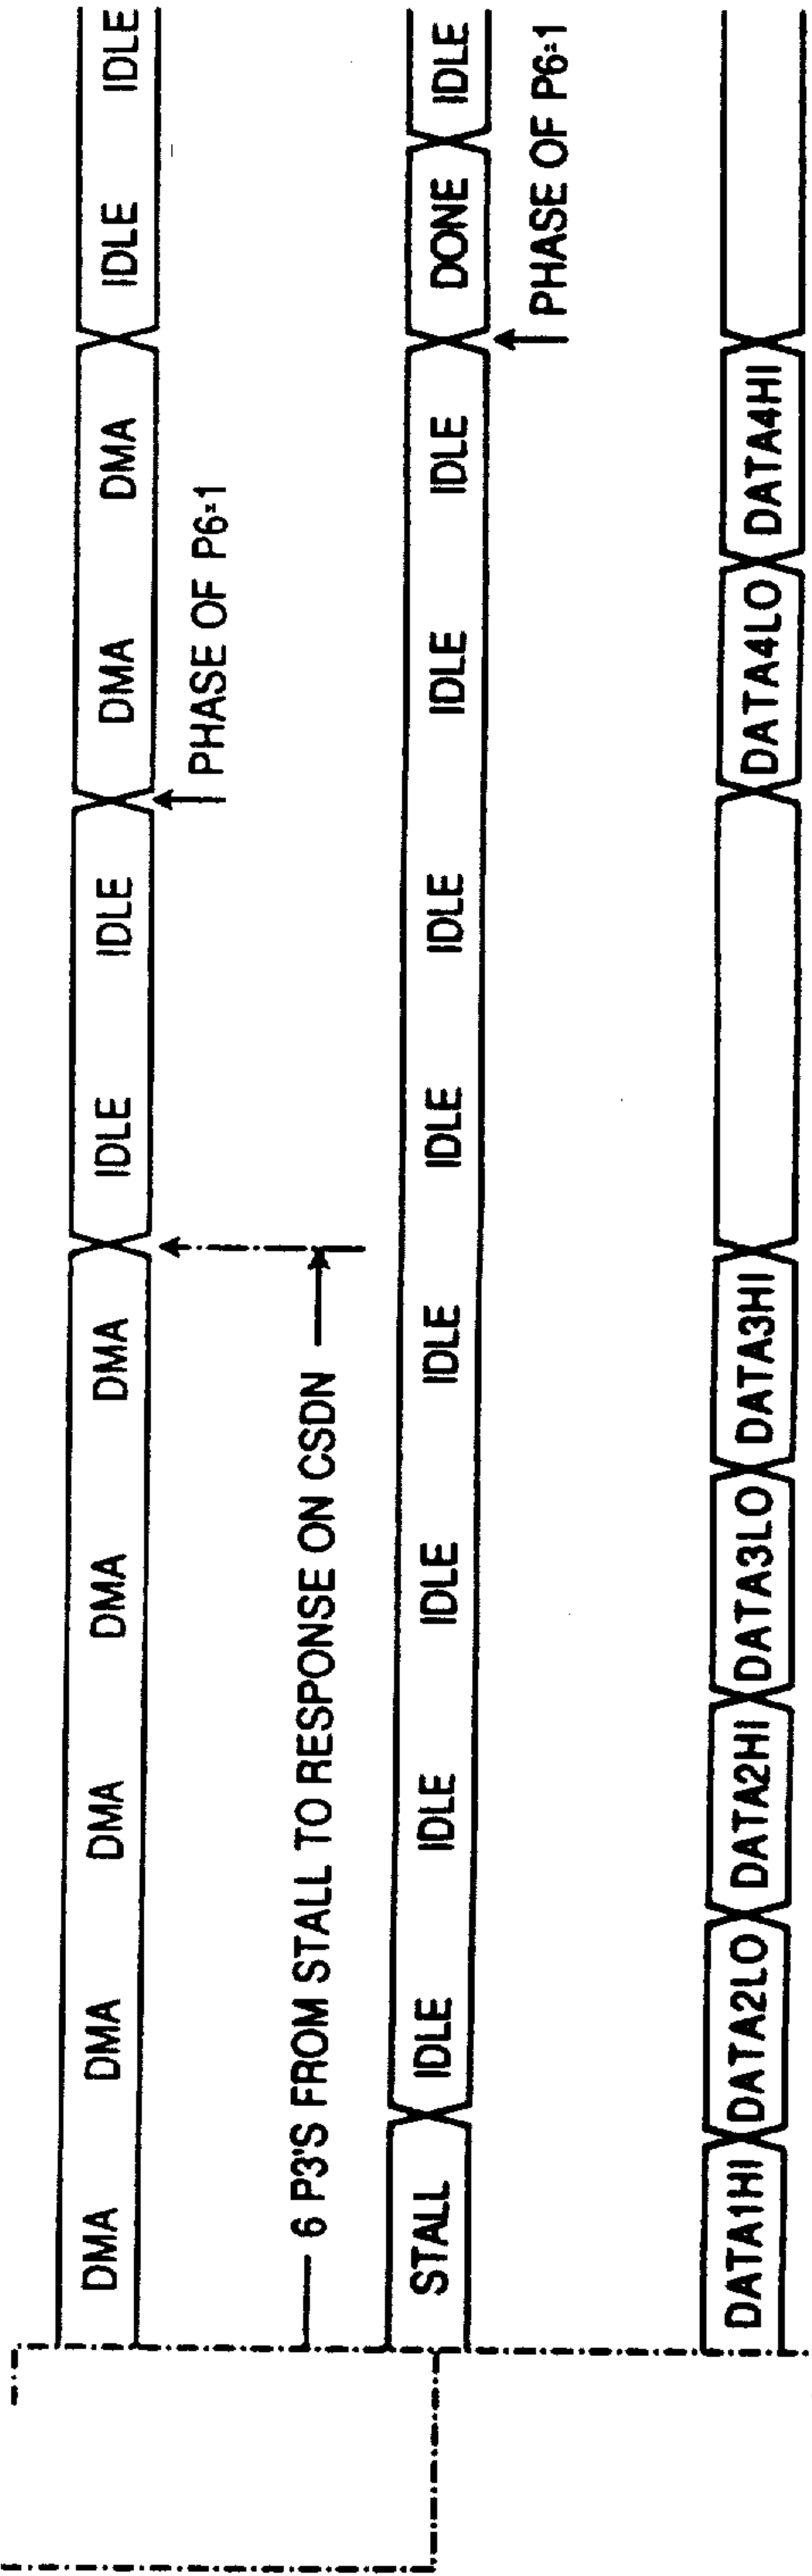 DMA DMA DMA DMA DMA IDLE IDLE DMA DMA IDLE IDLE
PHASE OF P6=1
6 P3'S FROM STALL TO RESPONSE ON CSDN
STALL IDLE IDLE IDLE IDLE IDLE IDLE IDLE IDLE DONE IDLE
PHASE OF P6=1
DATA1HI DATA2LO DATA2HI DATA3LO DATA3HI DATA4LO DATA4HI